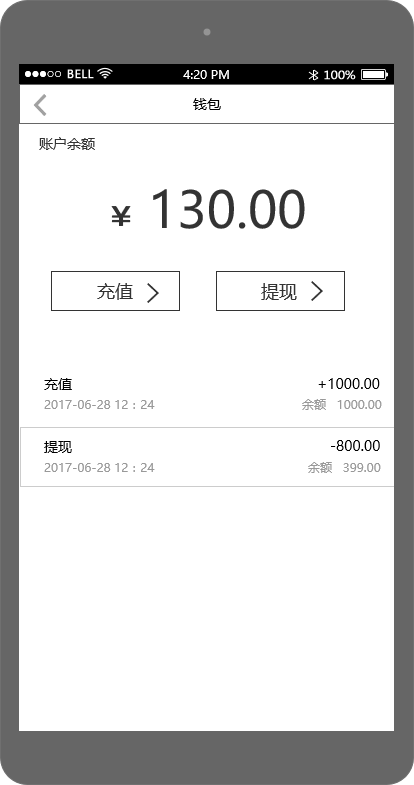 BELL 4:20 PM 100%
钱包
账户余额
¥ 130.00
充值 提现
充值 +1000.00
2017-06-28 12：24 余额 1000.00
提现 -800.00
2017-06-28 12：24 余额 399.00